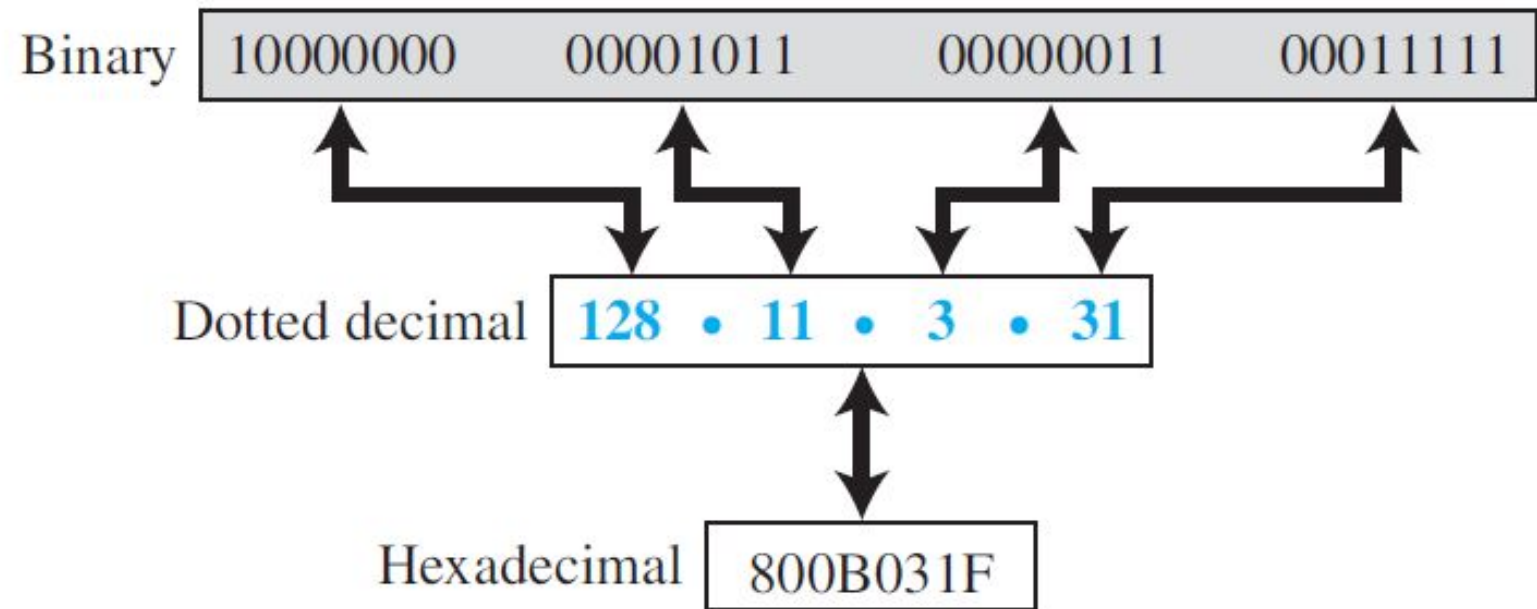 Binary 10000000 00001011 00000011 00011111
Dotted decimal 128 • 11 • 3 • 31
Hexadecimal 800B031F